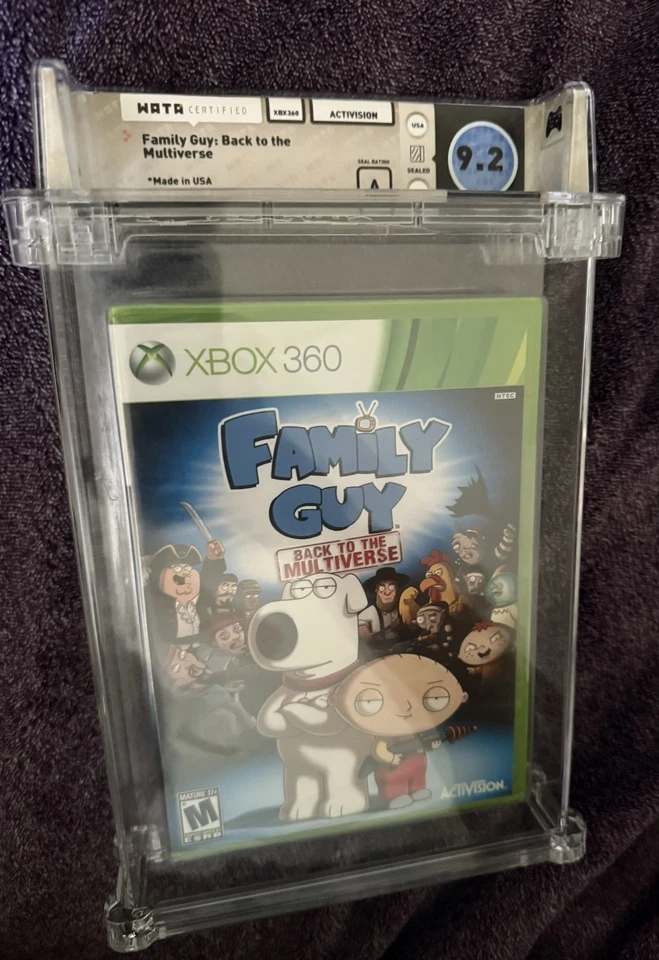 WATA CERTIFIED
XBX360
ACTIVISION
USA
Family Guy: Back to the
Multiverse
*Made in USA
SEAL RATING
A
SEALED
9.2
XBOX 360
NTSC
FAMILY
GUY
BACK TO THE
MULTIVERSE
MATURE 17+
M
ESRB
ACTIVISION